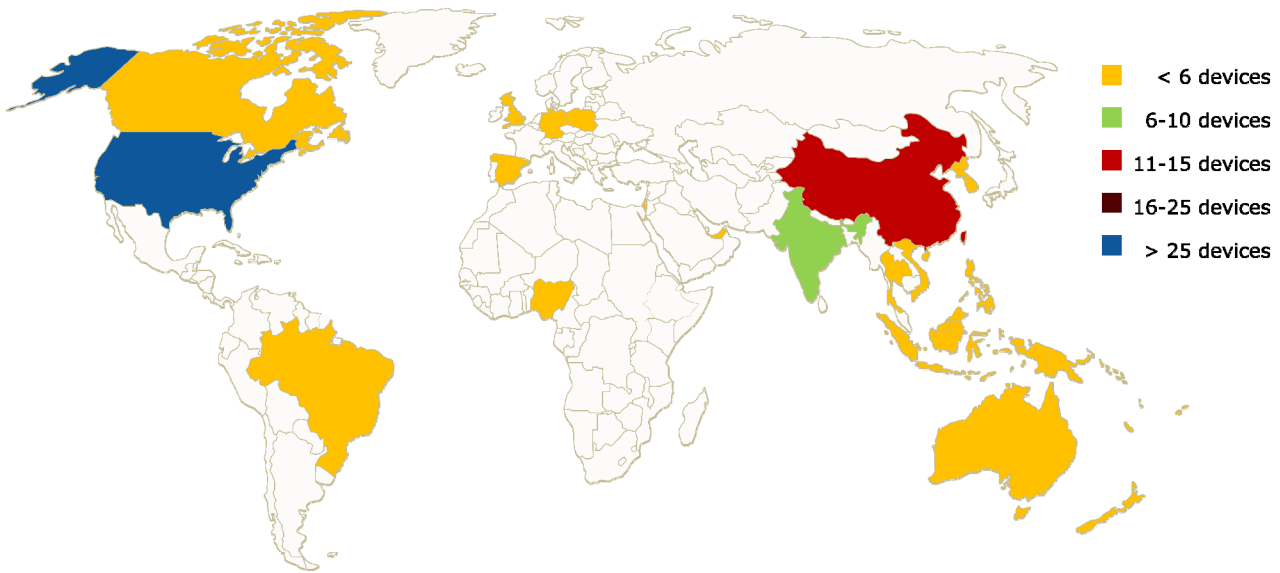 < 6 devices
6-10 devices
11-15 devices
16-25 devices
> 25 devices